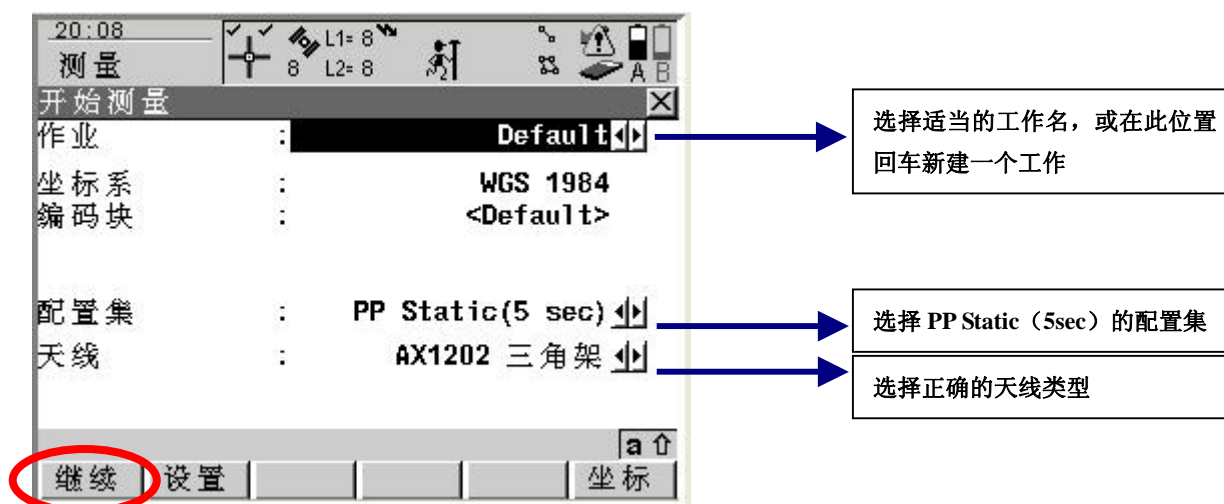 20:08
测量
L1= 8
8 L2= 8
A B
开始测量
作业 : Default
坐标系 : WGS 1984
编码块 : <Default>
配置集 : PP Static(5 sec)
天线 : AX1202 三角架
a
继续 设置 坐标
选择适当的工作名，或在此位置
回车新建一个工作
选择 PP Static（5sec）的配置集
选择正确的天线类型